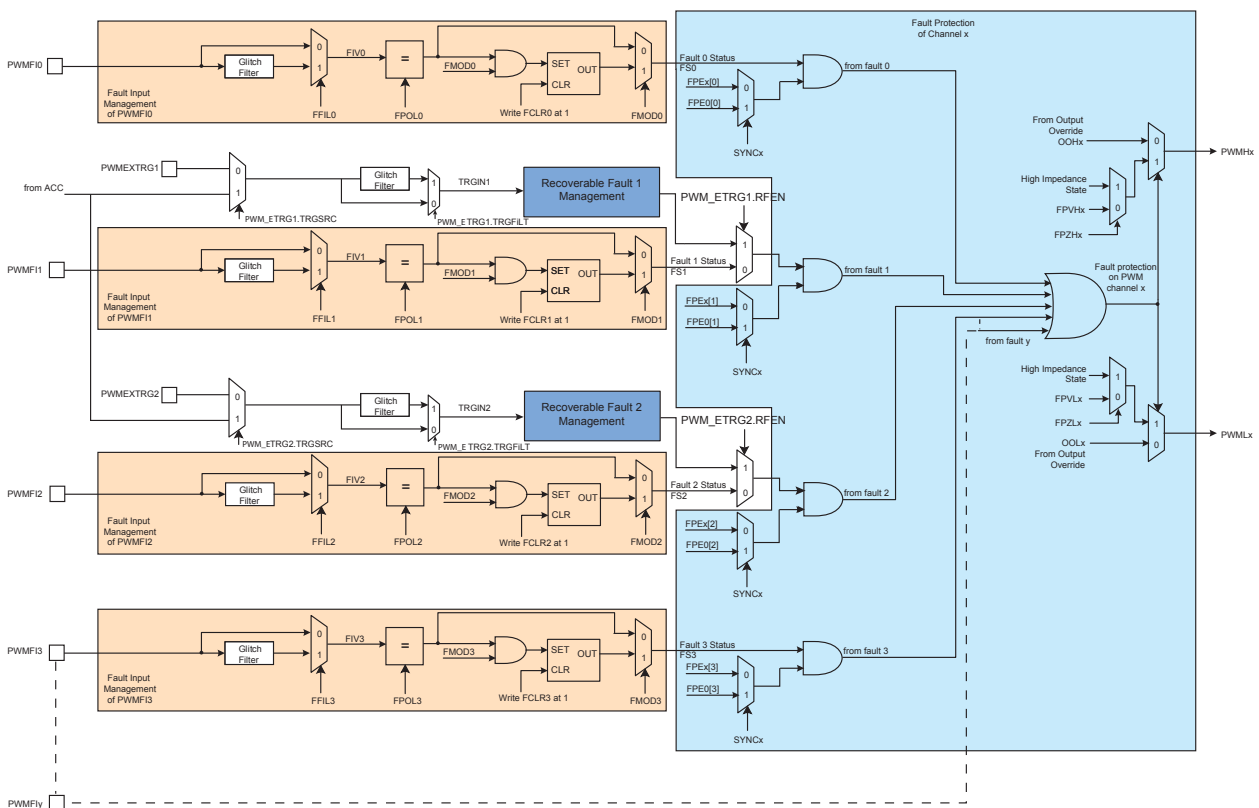 Fault Protection
of Channel x
PWMFI0
Glitch
Filter
0
1
FIV0
=
FMOD0
SET
OUT
CLR
0
1
Fault Input
Management
of PWMFI0
FFIL0
FPOL0
Write FCLR0 at 1
FMOD0
Fault 0 Status
FS0
FPEx[0]
FPE0[0]
0
1
SYNCx
from fault 0
From Output
Override
OOHx
0
1
PWMHx
High Impedance
State
FPVHx
FPZHx
1
0
PWMEXTRG1
from ACC
0
1
PWM_ETRG1.TRGSRC
Glitch
Filter
1
0
TRGIN1
PWM_ETRG1.TRGFILT
Recoverable Fault 1
Management
PWM_ETRG1.RFEN
1
0
PWMFI1
Glitch
Filter
0
1
FIV1
=
FMOD1
SET
OUT
CLR
0
1
Fault Input
Management
of PWMFI1
FFIL1
FPOL1
Write FCLR1 at 1
FMOD1
Fault 1 Status
FS1
FPEx[1]
FPE0[1]
0
1
SYNCx
from fault 1
Fault protection
on PWM
channel x
from fault y
PWMEXTRG2
0
1
PWM_ETRG2.TRGSRC
Glitch
Filter
1
0
TRGIN2
PWM_ETRG2.TRGFILT
Recoverable Fault 2
Management
PWM_ETRG2.RFEN
1
0
High Impedance
State
FPVLx
FPZLx
1
0
OOLx
From Output
Override
1
0
PWMLx
PWMFI2
Glitch
Filter
0
1
FIV2
=
FMOD2
SET
OUT
CLR
0
1
Fault Input
Management
of PWMFI2
FFIL2
FPOL2
Write FCLR2 at 1
FMOD2
Fault 2 Status
FS2
FPEx[2]
FPE0[2]
0
1
SYNCx
from fault 2
PWMFI3
Glitch
Filter
0
1
FIV3
=
FMOD3
SET
OUT
CLR
0
1
Fault Input
Management
of PWMFI3
FFIL3
FPOL3
Write FCLR3 at 1
FMOD3
Fault 3 Status
FS3
FPEx[3]
FPE0[3]
0
1
SYNCx
from fault 3
PWMFIy